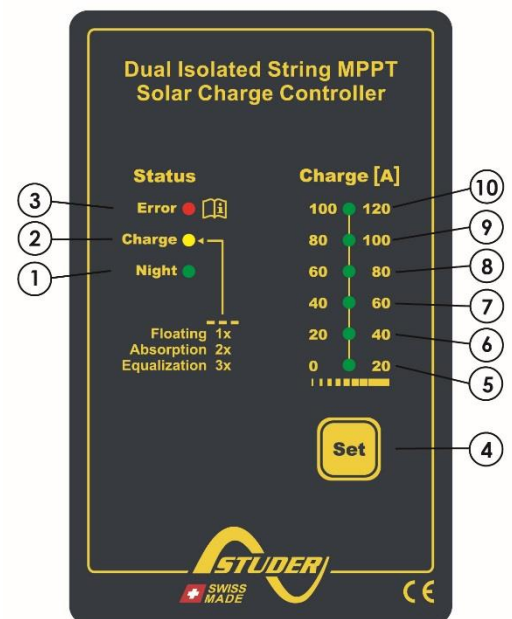 Dual Isolated String MPPT
Solar Charge Controller
Status
Charge [A]
3
Error
2
Charge
1
Night
Floating 1x
Absorption 2x
Equalization 3x
100 120
10
80 100
9
60 80
8
40 60
7
20 40
6
0 20
5
Set
4
STUDER
SWISS
MADE
CE